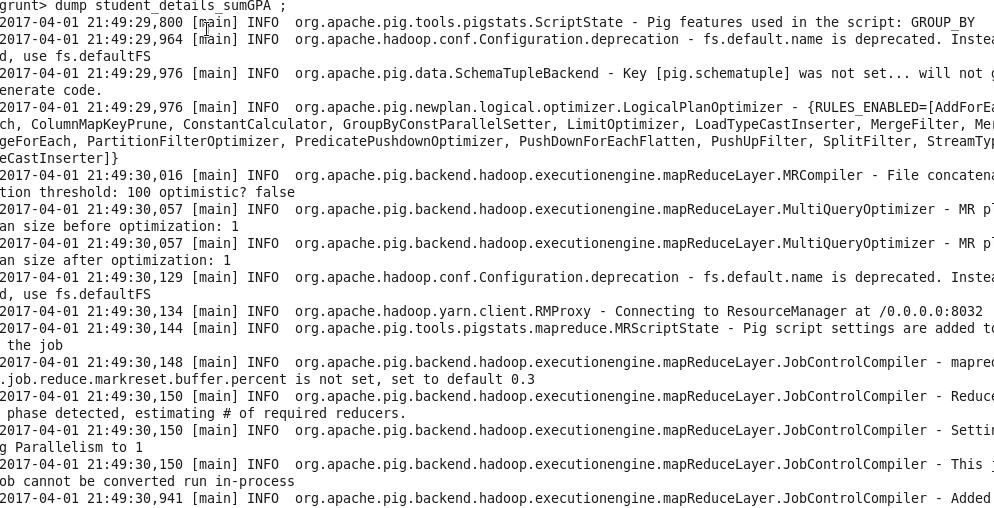 grunt> dump student_details_sumGPA ;
2017-04-01 21:49:29,800 [main] INFO  org.apache.pig.tools.pigstats.ScriptState - Pig features used in the script: GROUP_BY
2017-04-01 21:49:29,964 [main] INFO  org.apache.hadoop.conf.Configuration.deprecation - fs.default.name is deprecated. Instea
d, use fs.defaultFS
2017-04-01 21:49:29,976 [main] INFO  org.apache.pig.data.SchemaTupleBackend - Key [pig.schematuple] was not set... will not g
enerate code.
2017-04-01 21:49:29,976 [main] INFO  org.apache.pig.newplan.logical.optimizer.LogicalPlanOptimizer - {RULES_ENABLED=[AddForEa
ch, ColumnMapKeyPrune, ConstantCalculator, GroupByConstParallelSetter, LimitOptimizer, LoadTypeCastInserter, MergeFilter, Mer
geForEach, PartitionFilterOptimizer, PredicatePushdownOptimizer, PushDownForEachFlatten, PushUpFilter, SplitFilter, StreamTyp
eCastInserter]}
2017-04-01 21:49:30,016 [main] INFO  org.apache.pig.backend.hadoop.executionengine.mapReduceLayer.MRCompiler - File concatena
tion threshold: 100 optimistic? false
2017-04-01 21:49:30,057 [main] INFO  org.apache.pig.backend.hadoop.executionengine.mapReduceLayer.MultiQueryOptimizer - MR pl
an size before optimization: 1
2017-04-01 21:49:30,057 [main] INFO  org.apache.pig.backend.hadoop.executionengine.mapReduceLayer.MultiQueryOptimizer - MR pl
an size after optimization: 1
2017-04-01 21:49:30,129 [main] INFO  org.apache.hadoop.conf.Configuration.deprecation - fs.default.name is deprecated. Instea
d, use fs.defaultFS
2017-04-01 21:49:30,134 [main] INFO  org.apache.hadoop.yarn.client.RMProxy - Connecting to ResourceManager at /0.0.0.0:8032
2017-04-01 21:49:30,144 [main] INFO  org.apache.pig.tools.pigstats.mapreduce.MRScriptState - Pig script settings are added to
 the job
2017-04-01 21:49:30,148 [main] INFO  org.apache.pig.backend.hadoop.executionengine.mapReduceLayer.JobControlCompiler - mapred
.job.reduce.markreset.buffer.percent is not set, set to default 0.3
2017-04-01 21:49:30,150 [main] INFO  org.apache.pig.backend.hadoop.executionengine.mapReduceLayer.JobControlCompiler - Reduce
 phase detected, estimating # of required reducers.
2017-04-01 21:49:30,150 [main] INFO  org.apache.pig.backend.hadoop.executionengine.mapReduceLayer.JobControlCompiler - Settin
g Parallelism to 1
2017-04-01 21:49:30,150 [main] INFO  org.apache.pig.backend.hadoop.executionengine.mapReduceLayer.JobControlCompiler - This j
ob cannot be converted run in-process
2017-04-01 21:49:30,941 [main] INFO  org.apache.pig.backend.hadoop.executionengine.mapReduceLayer.JobControlCompiler - Added